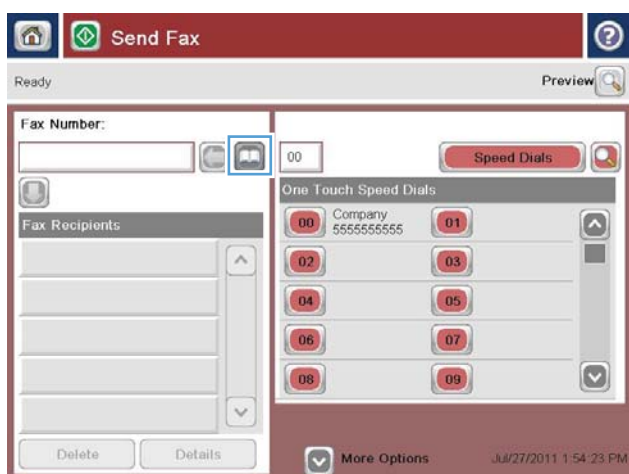 Send Fax
Ready
Preview
Fax Number:
00
Speed Dials
One Touch Speed Dials
Fax Recipients
00 Company 01
5555555555
02 03
04 05
06 07
08 09
Delete Details
More Options
Jul/27/2011 1:54:23 PM